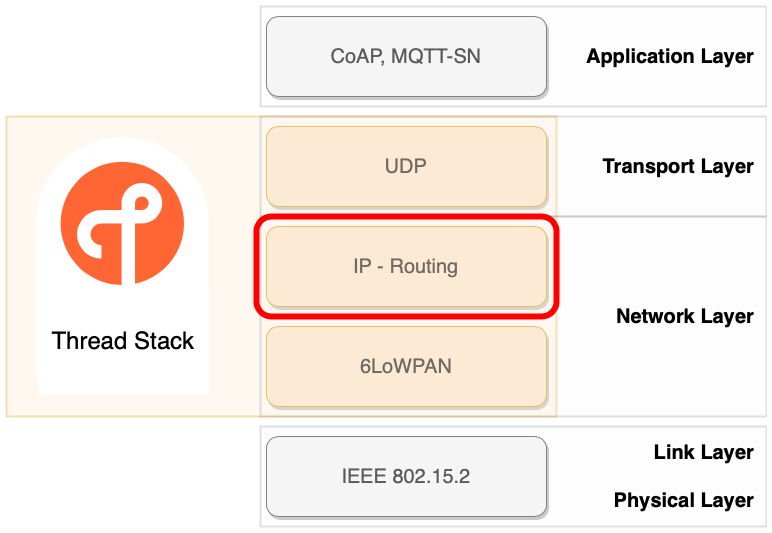 CoAP, MQTT-SN
Application Layer
UDP
Transport Layer
IP - Routing
Network Layer
Thread Stack
6LoWPAN
IEEE 802.15.2
Link Layer
Physical Layer